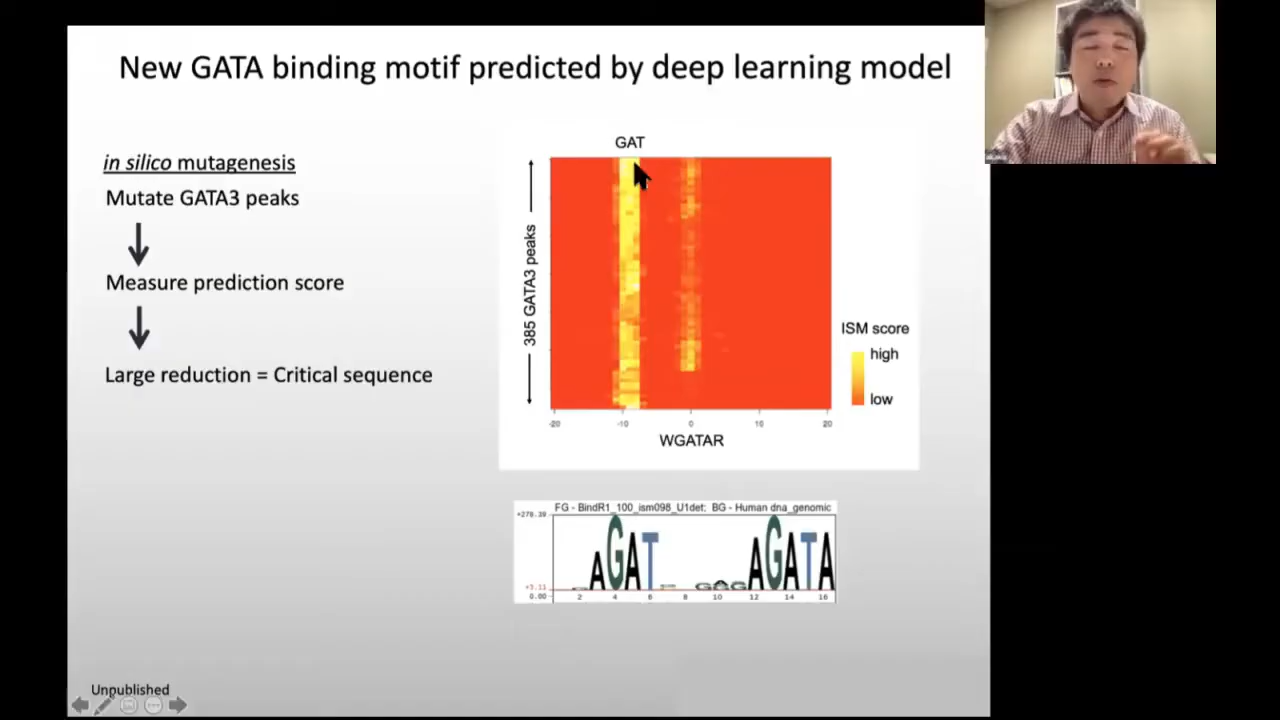 New GATA binding motif predicted by deep learning model
in silico mutagenesis
Mutate GATA3 peaks
Measure prediction score
Large reduction = Critical sequence
GAT
385 GATA3 peaks
-20 -10 0 10 20
WGATAR
ISM score
high
low
FG - BindR1_100_ism098_U1det; BG - Human dna_genomic
+278.39
+3.11
0.00
AGAT AGATA
2 4 6 8 10 12 14 16
Unpublished